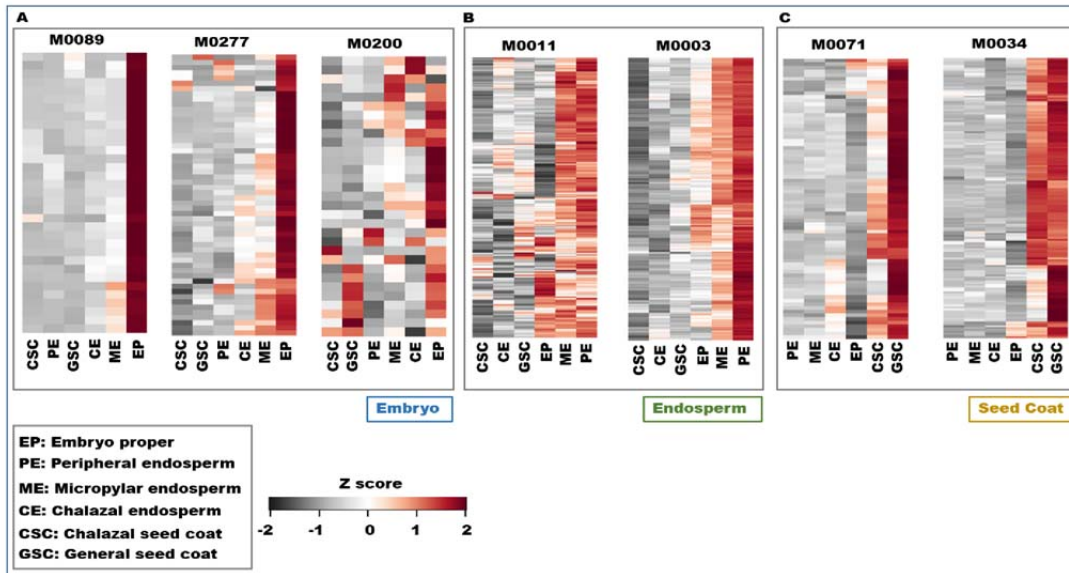 A
B
C
M0089
M0277
M0200
M0011
M0003
M0071
M0034
CSC PE GSC CE ME EP
CSC GSC PE CE ME EP
CSC GSC PE ME CE EP
CSC CE GSC EP ME PE
CSC CE GSC EP ME PE
PE ME CE EP CSC GSC
PE ME CE EP CSC GSC
Embryo
Endosperm
Seed Coat
EP: Embryo proper
PE: Peripheral endosperm
ME: Micropylar endosperm
CE: Chalazal endosperm
CSC: Chalazal seed coat
GSC: General seed coat
Z score
-2 -1 0 1 2